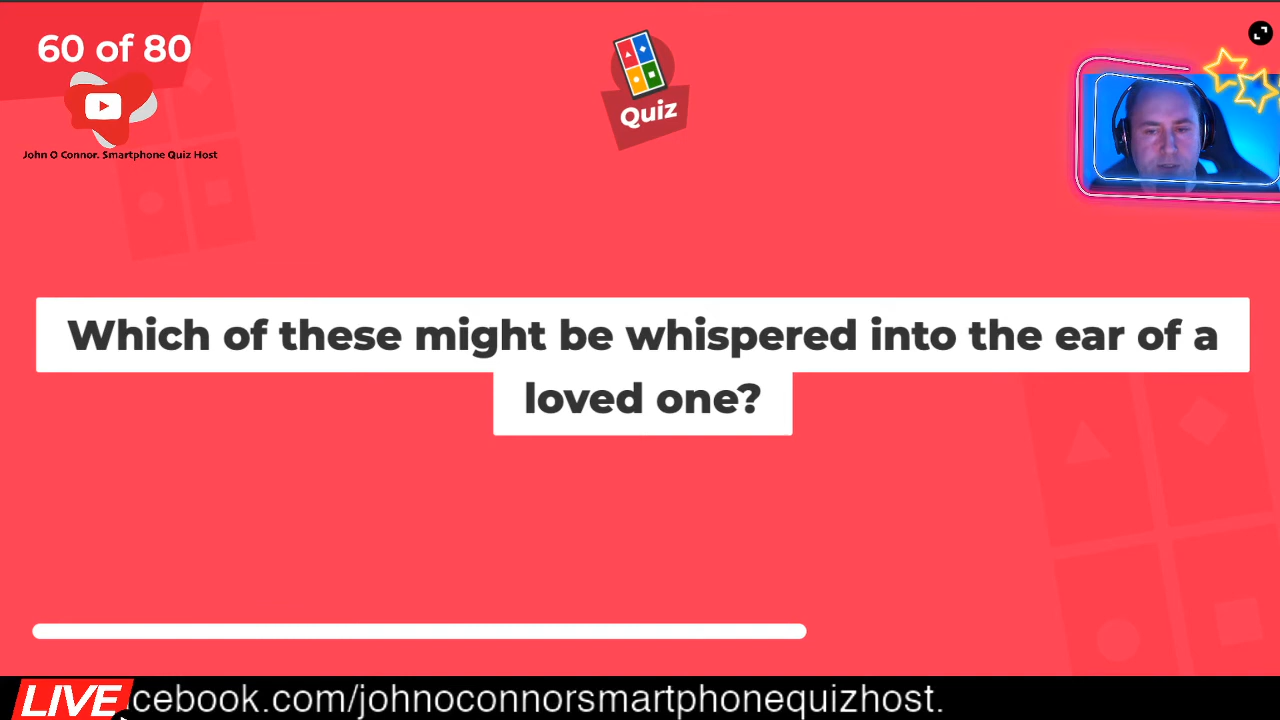 60 of 80
Quiz
John O Connor. Smartphone Quiz Host
Which of these might be whispered into the ear of a
loved one?
LIVE
cebook.com/johnoconnorsmartphonequizhost.